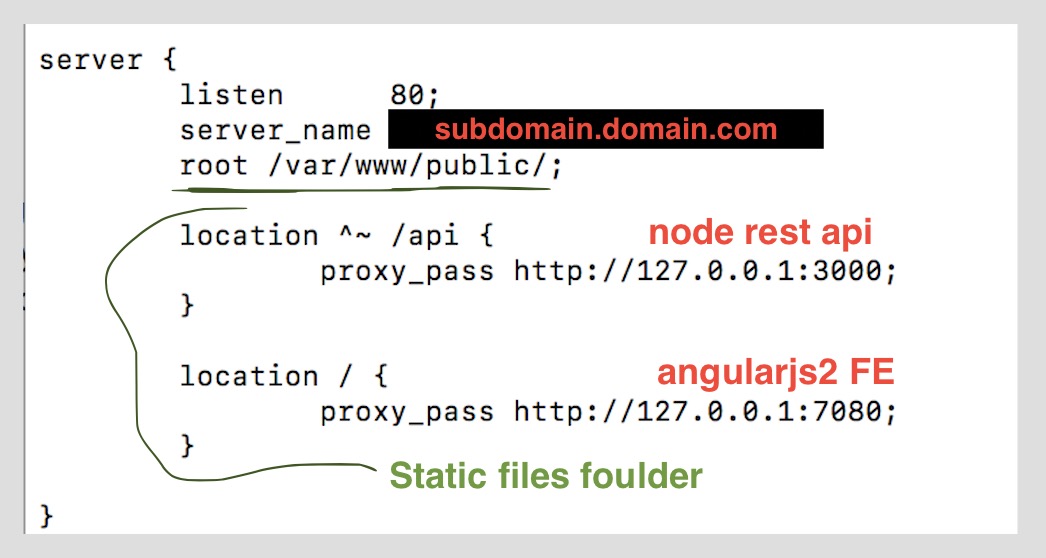 server {
listen 80;
server_name subdomain.domain.com
root /var/www/public/;
location ^~ /api { node rest api
proxy_pass http://127.0.0.1:3000;
}
location / { angularjs2 FE
proxy_pass http://127.0.0.1:7080;
}
Static files foulder
}